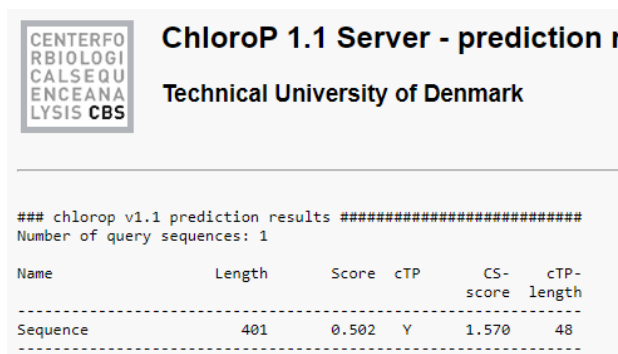 CENTERFO
RBIOLOGI
CALSEQU
ENCEANA
LYSIS CBS
ChloroP 1.1 Server - prediction
Technical University of Denmark
### chlorop v1.1 prediction results ###########################
Number of query sequences: 1
Name Length Score cTP CS- cTP-
score length
---------------------------------------------------------------
Sequence 401 0.502 Y 1.570 48
---------------------------------------------------------------